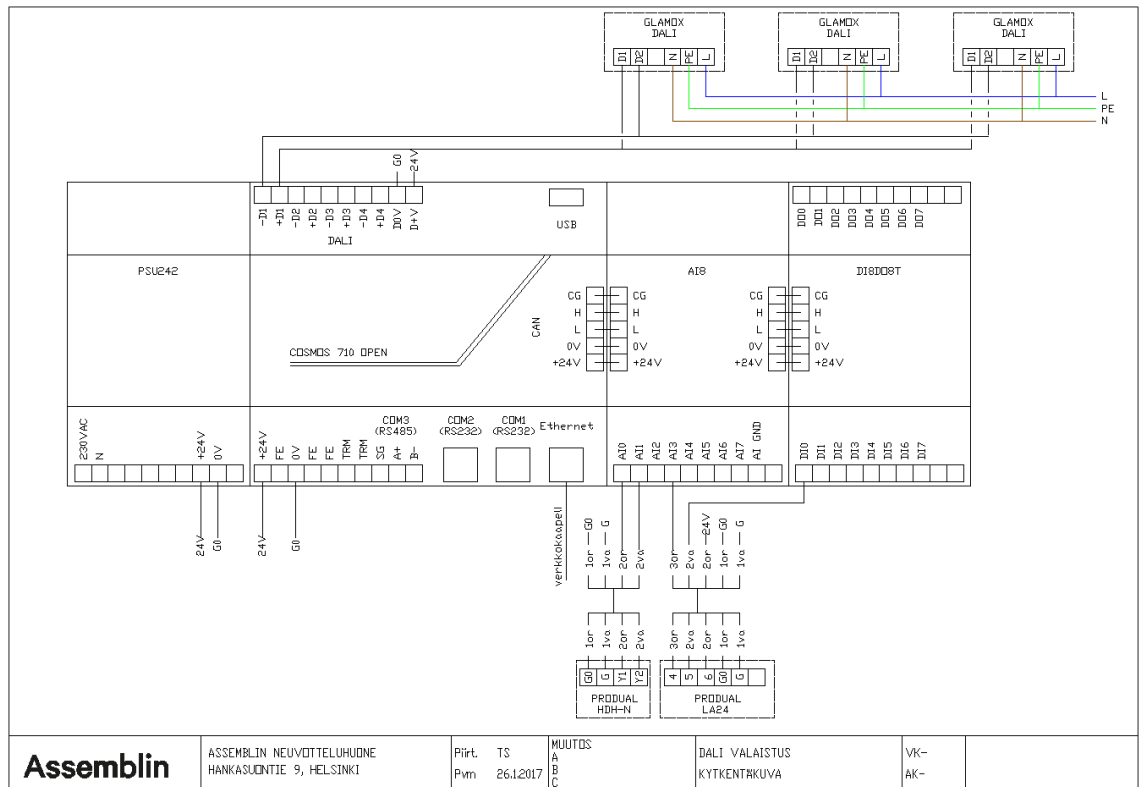 GLAMOX DALI
GLAMOX DALI
GLAMOX DALI
D1 D2 N PE L
D1 D2 N PE L
D1 D2 N PE L
L
PE
N
G0
24V
-D1 +D1 -D2 +D2 -D3 +D3 -D4 +D4 D0V D+V
DALI
USB
DO0 DO1 DO2 DO3 DO4 DO5 DO6 DO7
PSU242
AI8
DI8DO8T
COSMOS 710 OPEN
CAN
CG CG CG CG
H H H H
L L L L
0V 0V 0V 0V
+24V +24V +24V +24V
230VAC N +24V 0V
+24V FE 0V FE FE TRM TRM SG A+ B-
COM3 (RS485)
COM2 (RS232)
COM1 (RS232)
Ethernet
AI0 AI1 AI2 AI3 AI4 AI5 AI6 AI7 AI GND
DI0 DI1 DI2 DI3 DI4 DI5 DI6 DI7
24V G0
24V G0
verkkokaapeli
G0 G
24V G0 G
1or 1va 2or 2va
3or 2va 2or 1or 1va
1or 1va 2or 2va
3or 2va 2or 1or 1va
G0 G Y1 Y2
4 5 6 G0 G
PRODUAL
HDH-N
PRODUAL
LA24
Assemblin
ASSEMBLIN NEUVOTTELUHUONE
HANKASUONTIE 9, HELSINKI
Piirt. TS
Pvm 26.1.2017
MUUTOS
A
B
C
DALI VALAISTUS
KYTKENTÄKUVA
VK-
AK-